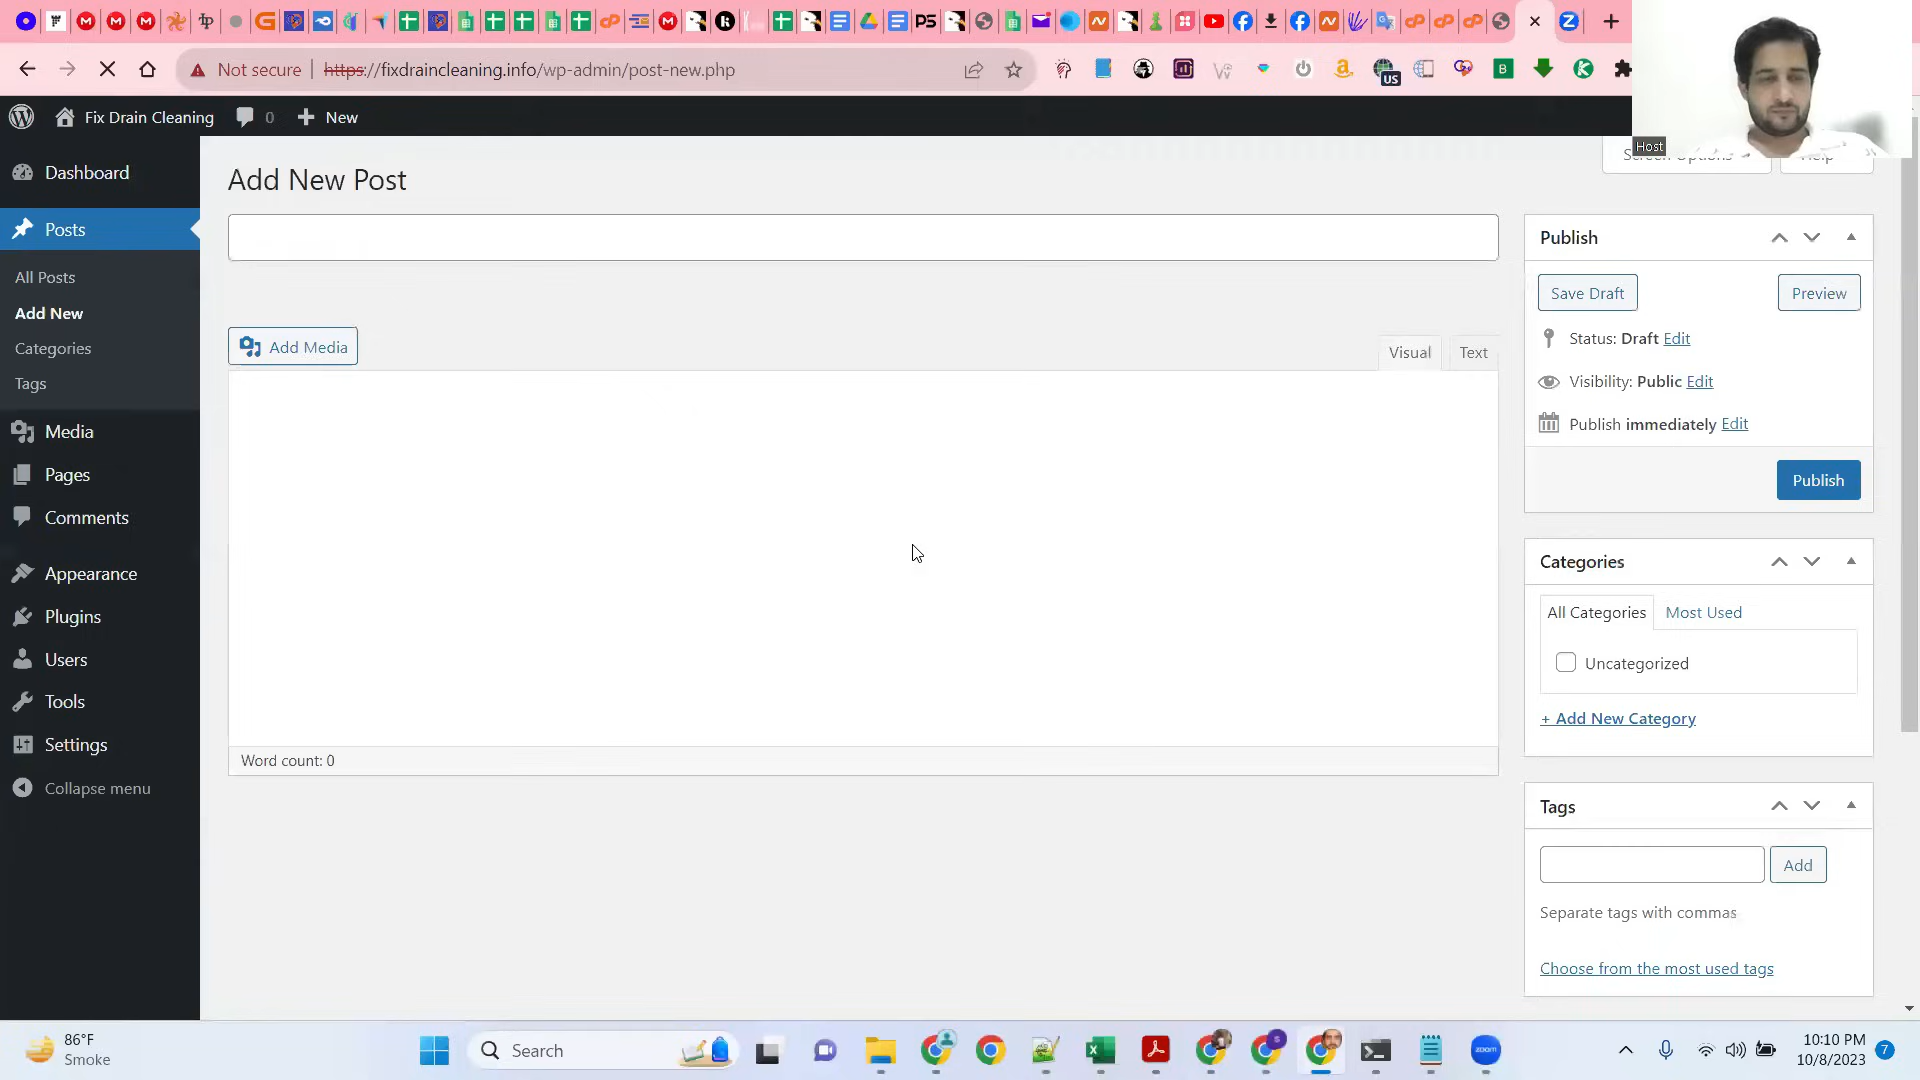 Not secure
https://fixdraincleaning.info/wp-admin/post-new.php
US
B
Fix Drain Cleaning
0
New
Host
Dashboard
Posts
All Posts
Add New
Categories
Tags
Media
Pages
Comments
Appearance
Plugins
Users
Tools
Settings
Collapse menu
Add New Post
Add Media
Visual
Text
Word count: 0
Publish
Save Draft
Preview
Status: Draft Edit
Visibility: Public Edit
Publish immediately Edit
Publish
Categories
All Categories
Most Used
Uncategorized
+ Add New Category
Tags
Add
Separate tags with commas
Choose from the most used tags
86°F
Smoke
Search
zoom
10:10 PM
10/8/2023
7